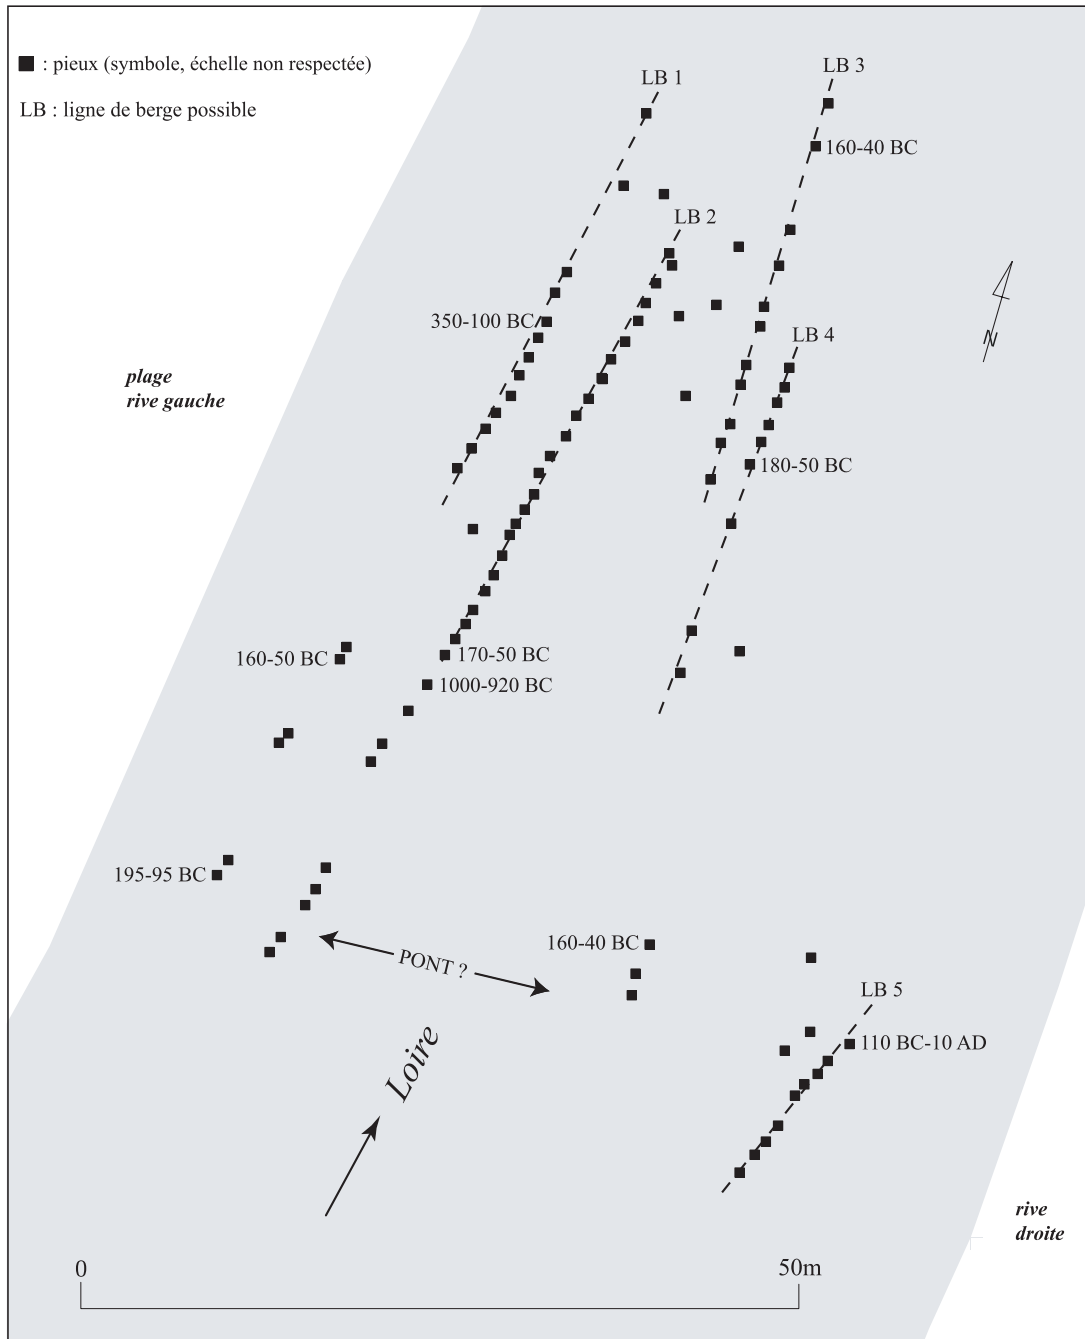 : pieux (symbole, échelle non respectée)
LB : ligne de berge possible
LB 1
LB 3
160-40 BC
LB 2
350-100 BC
N
LB 4
plage
rive gauche
180-50 BC
160-50 BC
170-50 BC
1000-920 BC
195-95 BC
160-40 BC
PONT ?
LB 5
110 BC-10 AD
Loire
rive
droite
0
50m